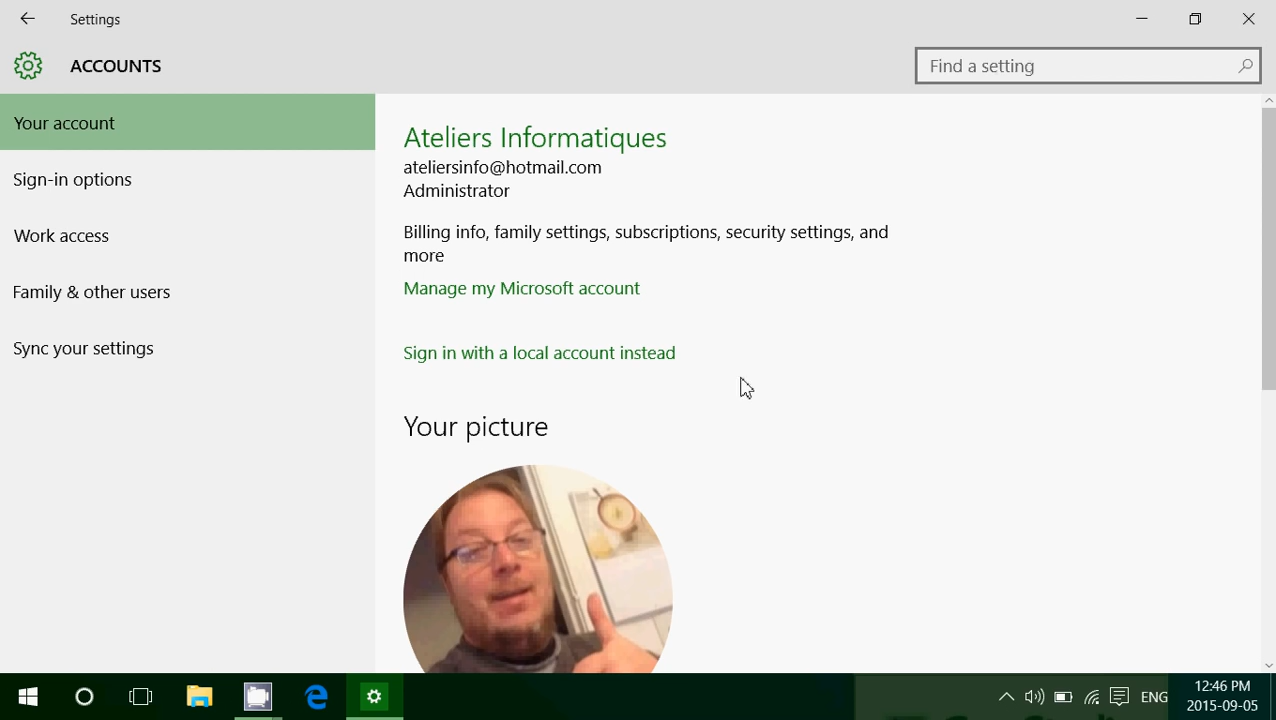 Settings
ACCOUNTS
Find a setting
Your account
Sign-in options
Work access
Family & other users
Sync your settings
Ateliers Informatiques
ateliersinfo@hotmail.com
Administrator
Billing info, family settings, subscriptions, security settings, and
more
Manage my Microsoft account
Sign in with a local account instead
Your picture
ENG
12:46 PM
2015-09-05